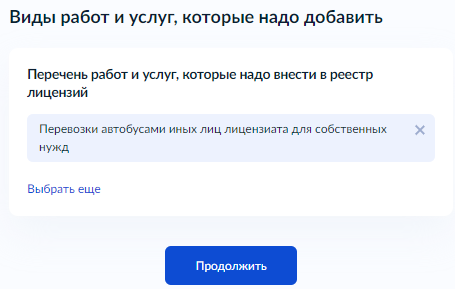 Виды работ и услуг, которые надо добавить
Перечень работ и услуг, которые надо внести в реестр
лицензий
Перевозки автобусами иных лиц лицензиата для собственных
нужд
Выбрать еще
Продолжить